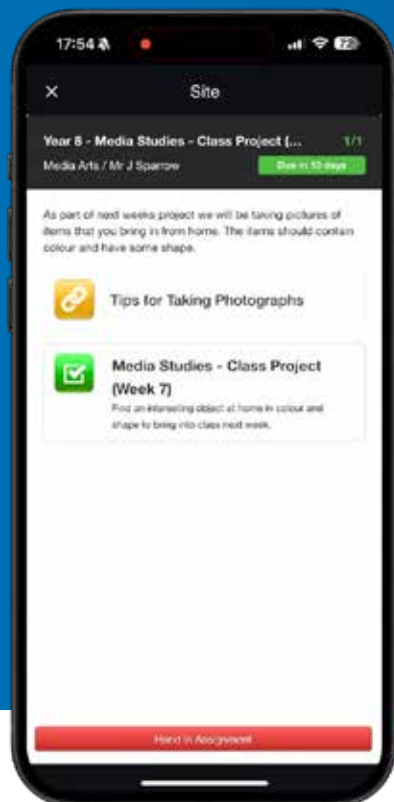 17:54
72
Site
Year 8 - Media Studies - Class Project (... 1/1
Media Arts / Mr J Sparrow Due in 10 days
As part of next weeks project we will be taking pictures of
items that you bring in from home. The items should contain
colour and have some shape.
Tips for Taking Photographs
Media Studies - Class Project
(Week 7)
Find an interesting object at home in colour and
shape to bring into class next week.
Hand In Assignment